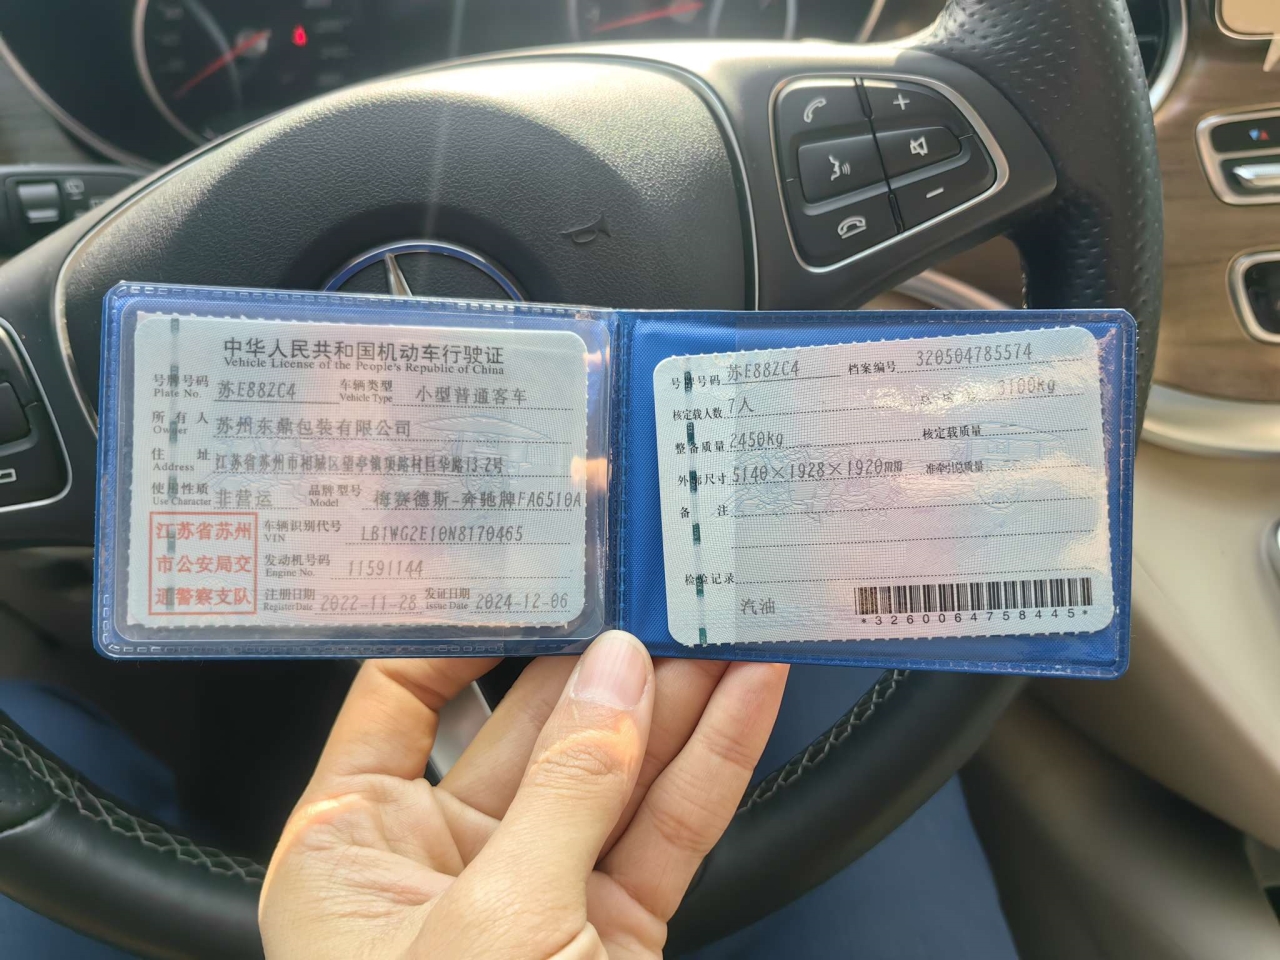 中华人民共和国机动车行驶证
Vehicle License of the People's Republic of China
号牌号码 苏E88ZC4 车辆类型 小型普通客车
Plate No. Vehicle Type
所有人 苏州东鼎包装有限公司
Owner
住址 江苏省苏州市相城区望亭镇项路村巨华路13-2号
Address
使用性质 非营运 品牌型号 梅赛德斯-奔驰牌FA6510A
Use Character Model
江苏省苏州
市公安局交
通警察支队
车辆识别代号 LB1WG2E10N8170465
VIN
发动机号码 11591144
Engine No.
注册日期 2022-11-28 发证日期 2024-12-06
Register Date Issue Date
号牌号码 苏E88ZC4 档案编号 320504785574
核定载人数 7人 总质量 3100kg
整备质量 2450kg 核定载质量
外廓尺寸 5140×1928×1920mm 准牵引总质量
备注
检验记录
汽油
*3260064758445*